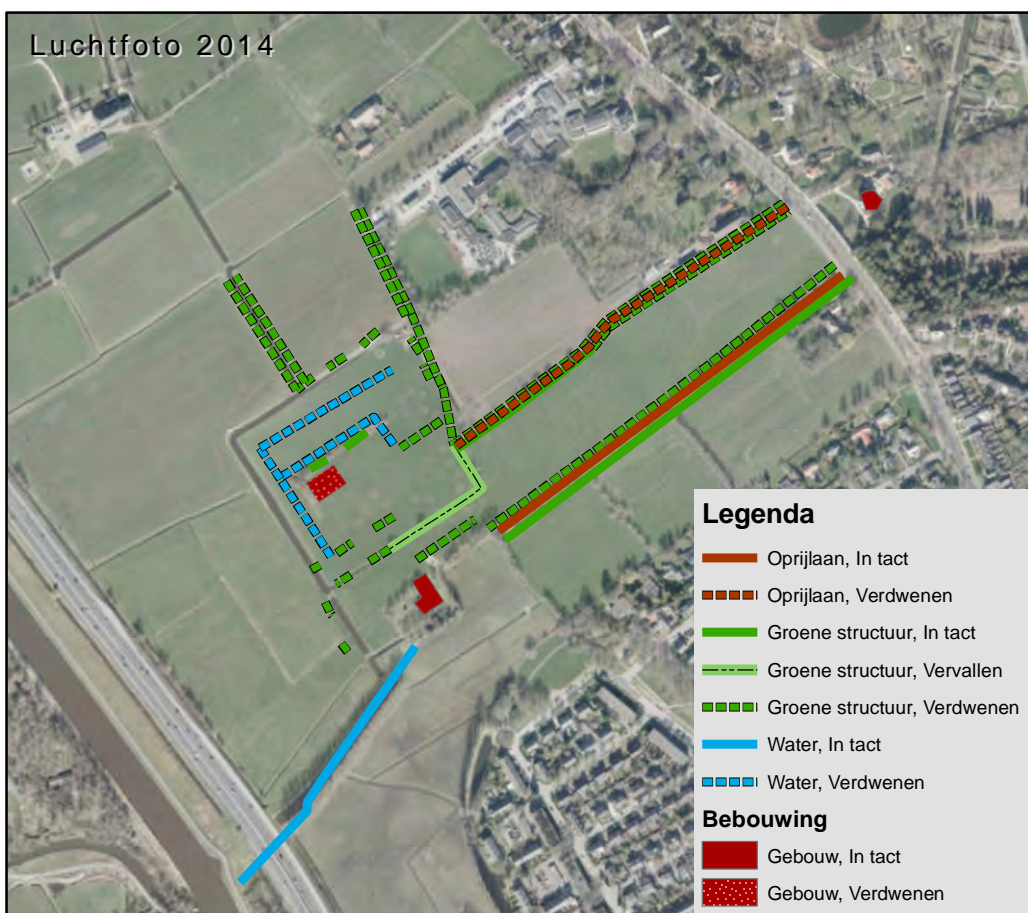 Luchtfoto 2014
Legenda
Oprijlaan, In tact
Oprijlaan, Verdwenen
Groene structuur, In tact
Groene structuur, Vervallen
Groene structuur, Verdwenen
Water, In tact
Water, Verdwenen
Bebouwing
Gebouw, In tact
Gebouw, Verdwenen